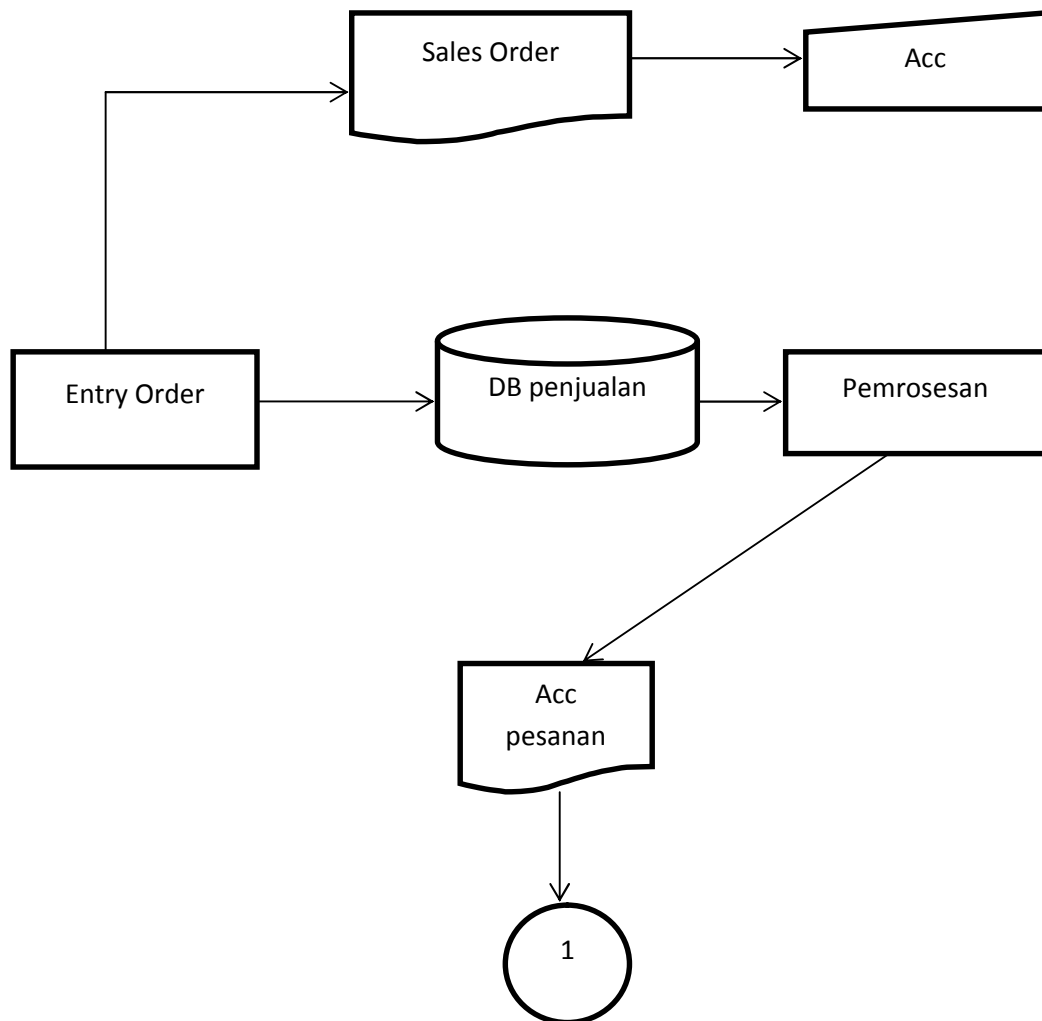 Sales Order
Acc
Entry Order
DB penjualan
Pemrosesan
Acc
pesanan
1